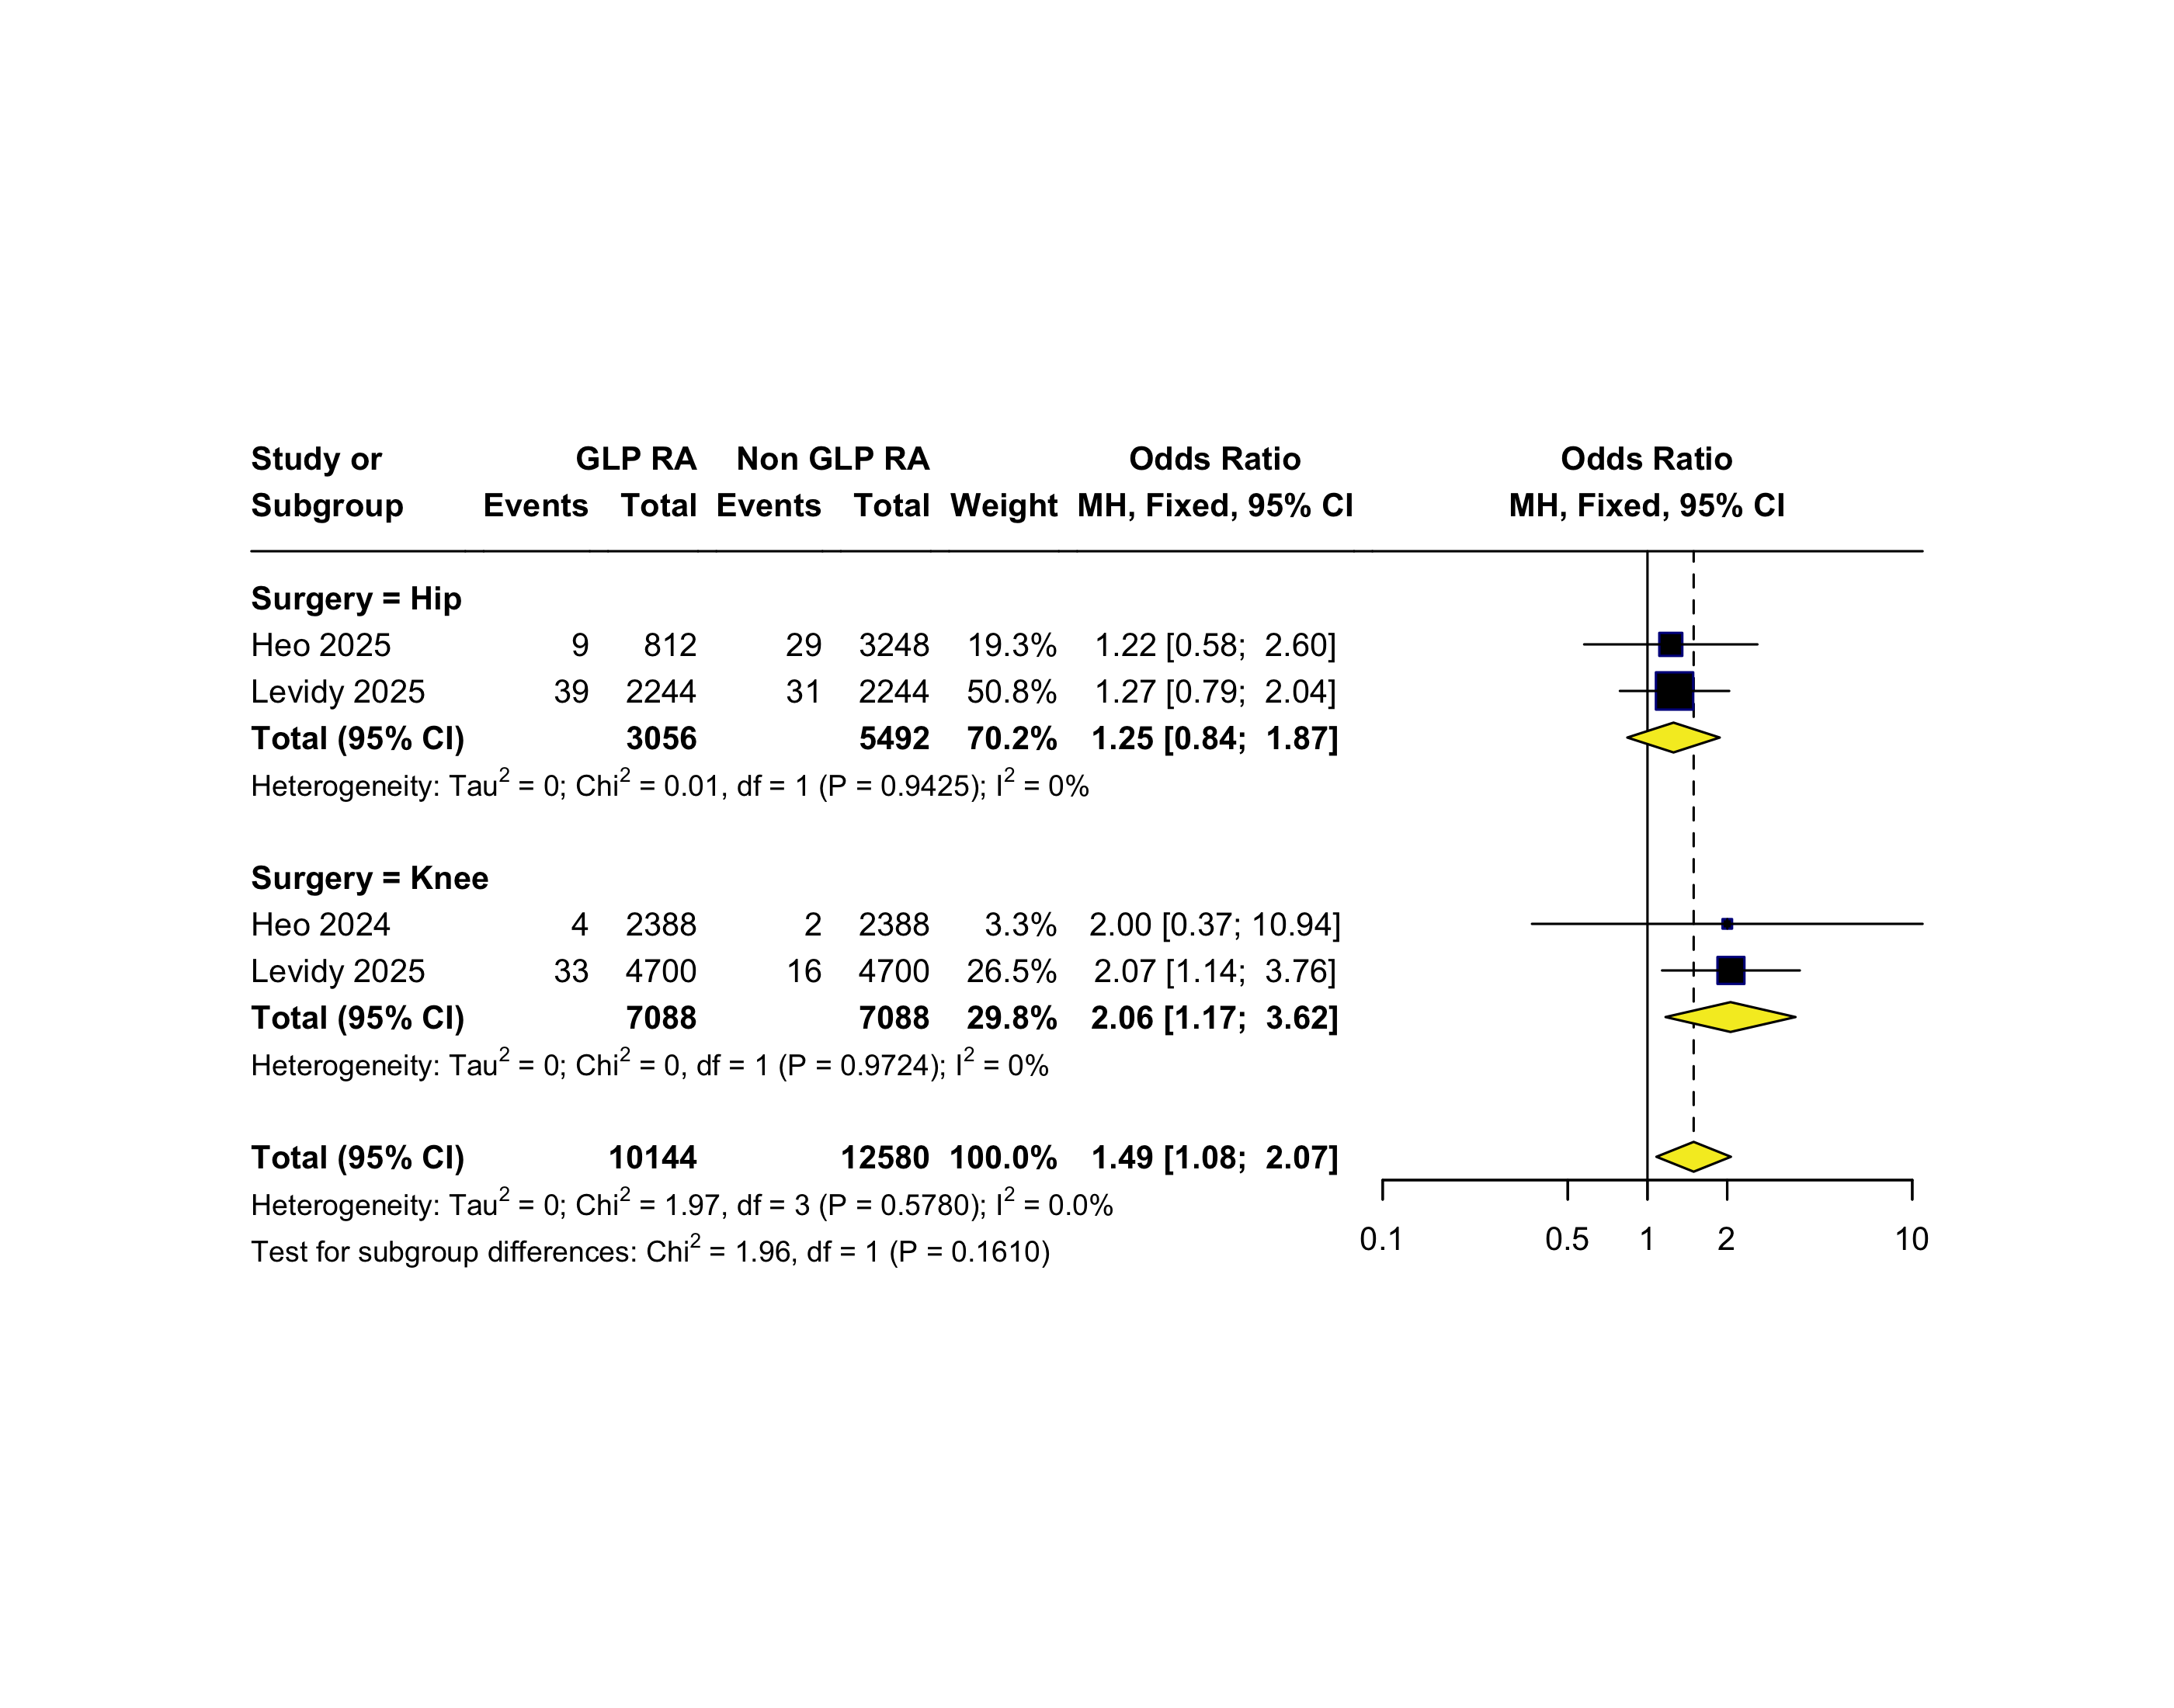 Study or GLP RA Non GLP RA Odds Ratio Odds Ratio
Subgroup Events Total Events Total Weight MH, Fixed, 95% CI MH, Fixed, 95% CI
Surgery = Hip
Heo 2025 9 812 29 3248 19.3% 1.22 [0.58; 2.60]
Levidy 2025 39 2244 31 2244 50.8% 1.27 [0.79; 2.04]
Total (95% CI) 3056 5492 70.2% 1.25 [0.84; 1.87]
Heterogeneity: Tau² = 0; Chi² = 0.01, df = 1 (P = 0.9425); I² = 0%
Surgery = Knee
Heo 2024 4 2388 2 2388 3.3% 2.00 [0.37; 10.94]
Levidy 2025 33 4700 16 4700 26.5% 2.07 [1.14; 3.76]
Total (95% CI) 7088 7088 29.8% 2.06 [1.17; 3.62]
Heterogeneity: Tau² = 0; Chi² = 0, df = 1 (P = 0.9724); I² = 0%
Total (95% CI) 10144 12580 100.0% 1.49 [1.08; 2.07]
Heterogeneity: Tau² = 0; Chi² = 1.97, df = 3 (P = 0.5780); I² = 0.0%
Test for subgroup differences: Chi² = 1.96, df = 1 (P = 0.1610)
0.1 0.5 1 2 10